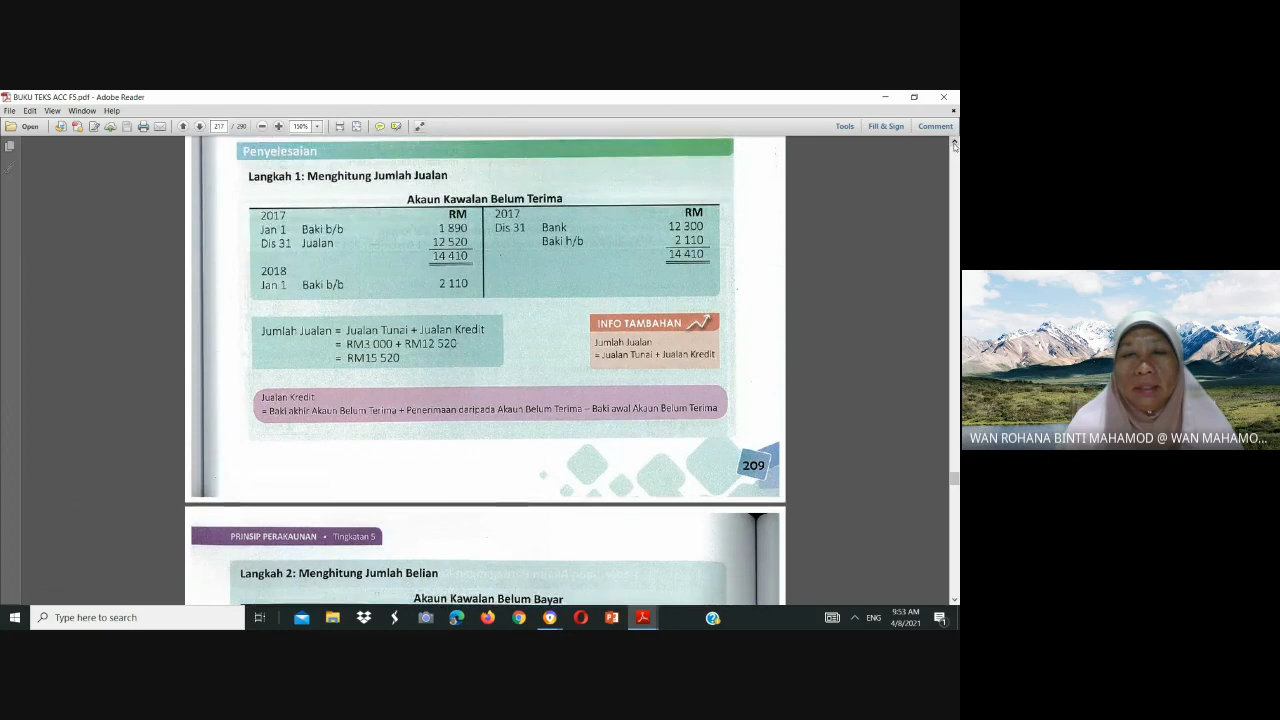 BUKU TEKS ACC F5.pdf - Adobe Reader
File Edit View Window Help
Open 217 / 290 150% Tools Fill & Sign Comment
Penyelesaian
Langkah 1: Menghitung Jumlah Jualan
Akaun Kawalan Belum Terima
2017 RM 2017 RM
Jan 1 Baki b/b 1 890 Dis 31 Bank 12 300
Dis 31 Jualan 12 520 Baki h/b 2 110
14 410 14 410
2018
Jan 1 Baki b/b 2 110
Jumlah Jualan = Jualan Tunai + Jualan Kredit
= RM3 000 + RM12 520
= RM15 520
INFO TAMBAHAN
Jumlah Jualan
= Jualan Tunai + Jualan Kredit
Jualan Kredit
= Baki akhir Akaun Belum Terima + Penerimaan daripada Akaun Belum Terima – Baki awal Akaun Belum Terima
209
PRINSIP PERAKAUNAN • Tingkatan 5
Langkah 2: Menghitung Jumlah Belian
Akaun Kawalan Belum Bayar
WAN ROHANA BINTI MAHAMOD @ WAN MAHAMO...
Type here to search
ENG
9:53 AM
4/8/2021